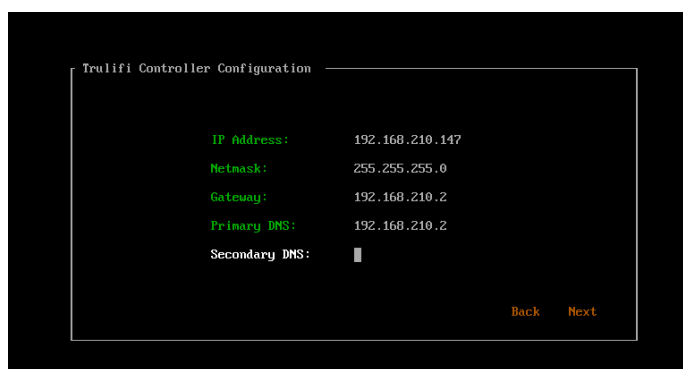 Trulifi Controller Configuration
IP Address: 192.168.210.147
Netmask: 255.255.255.0
Gateway: 192.168.210.2
Primary DNS: 192.168.210.2
Secondary DNS:
Back Next